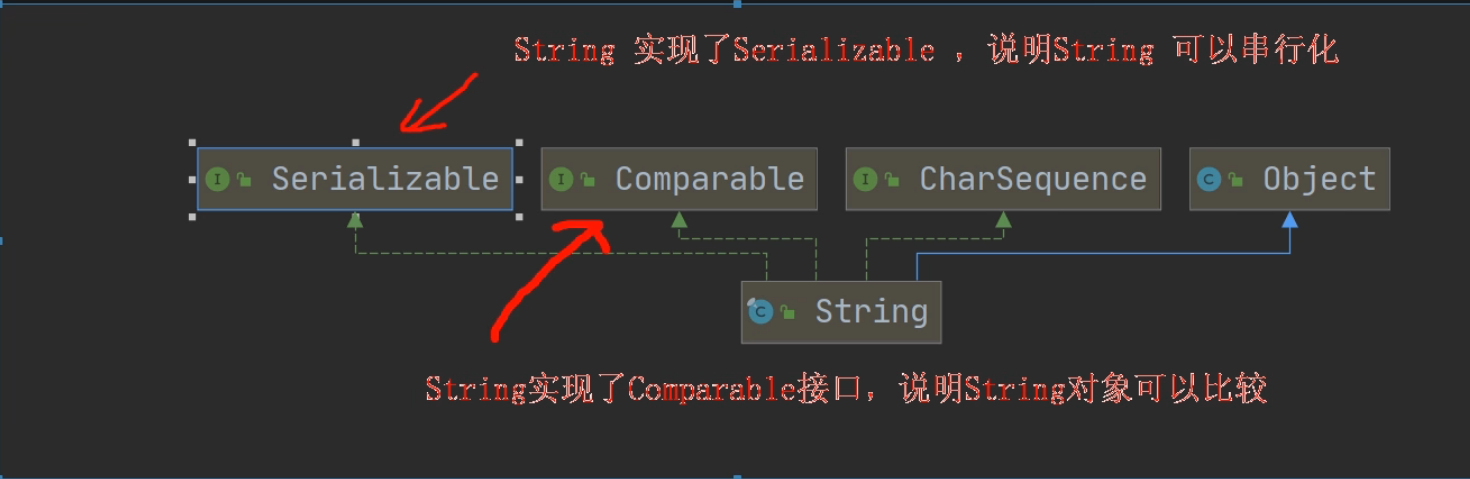 String 实现了Serializable ，说明String 可以串行化
I Serializable
I Comparable
I CharSequence
C Object
C String
String实现了Comparable接口，说明String对象可以比较